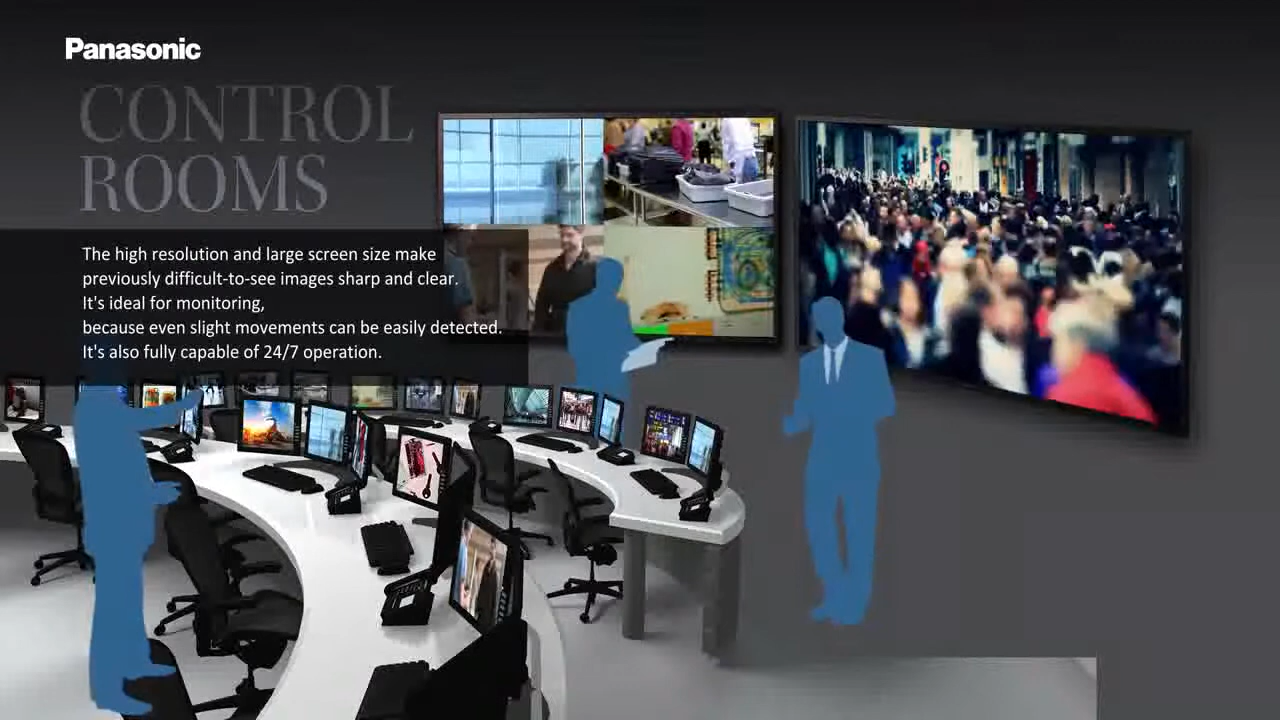 Panasonic
CONTROL
ROOMS
The high resolution and large screen size make
previously difficult-to-see images sharp and clear.
It's ideal for monitoring,
because even slight movements can be easily detected.
It's also fully capable of 24/7 operation.